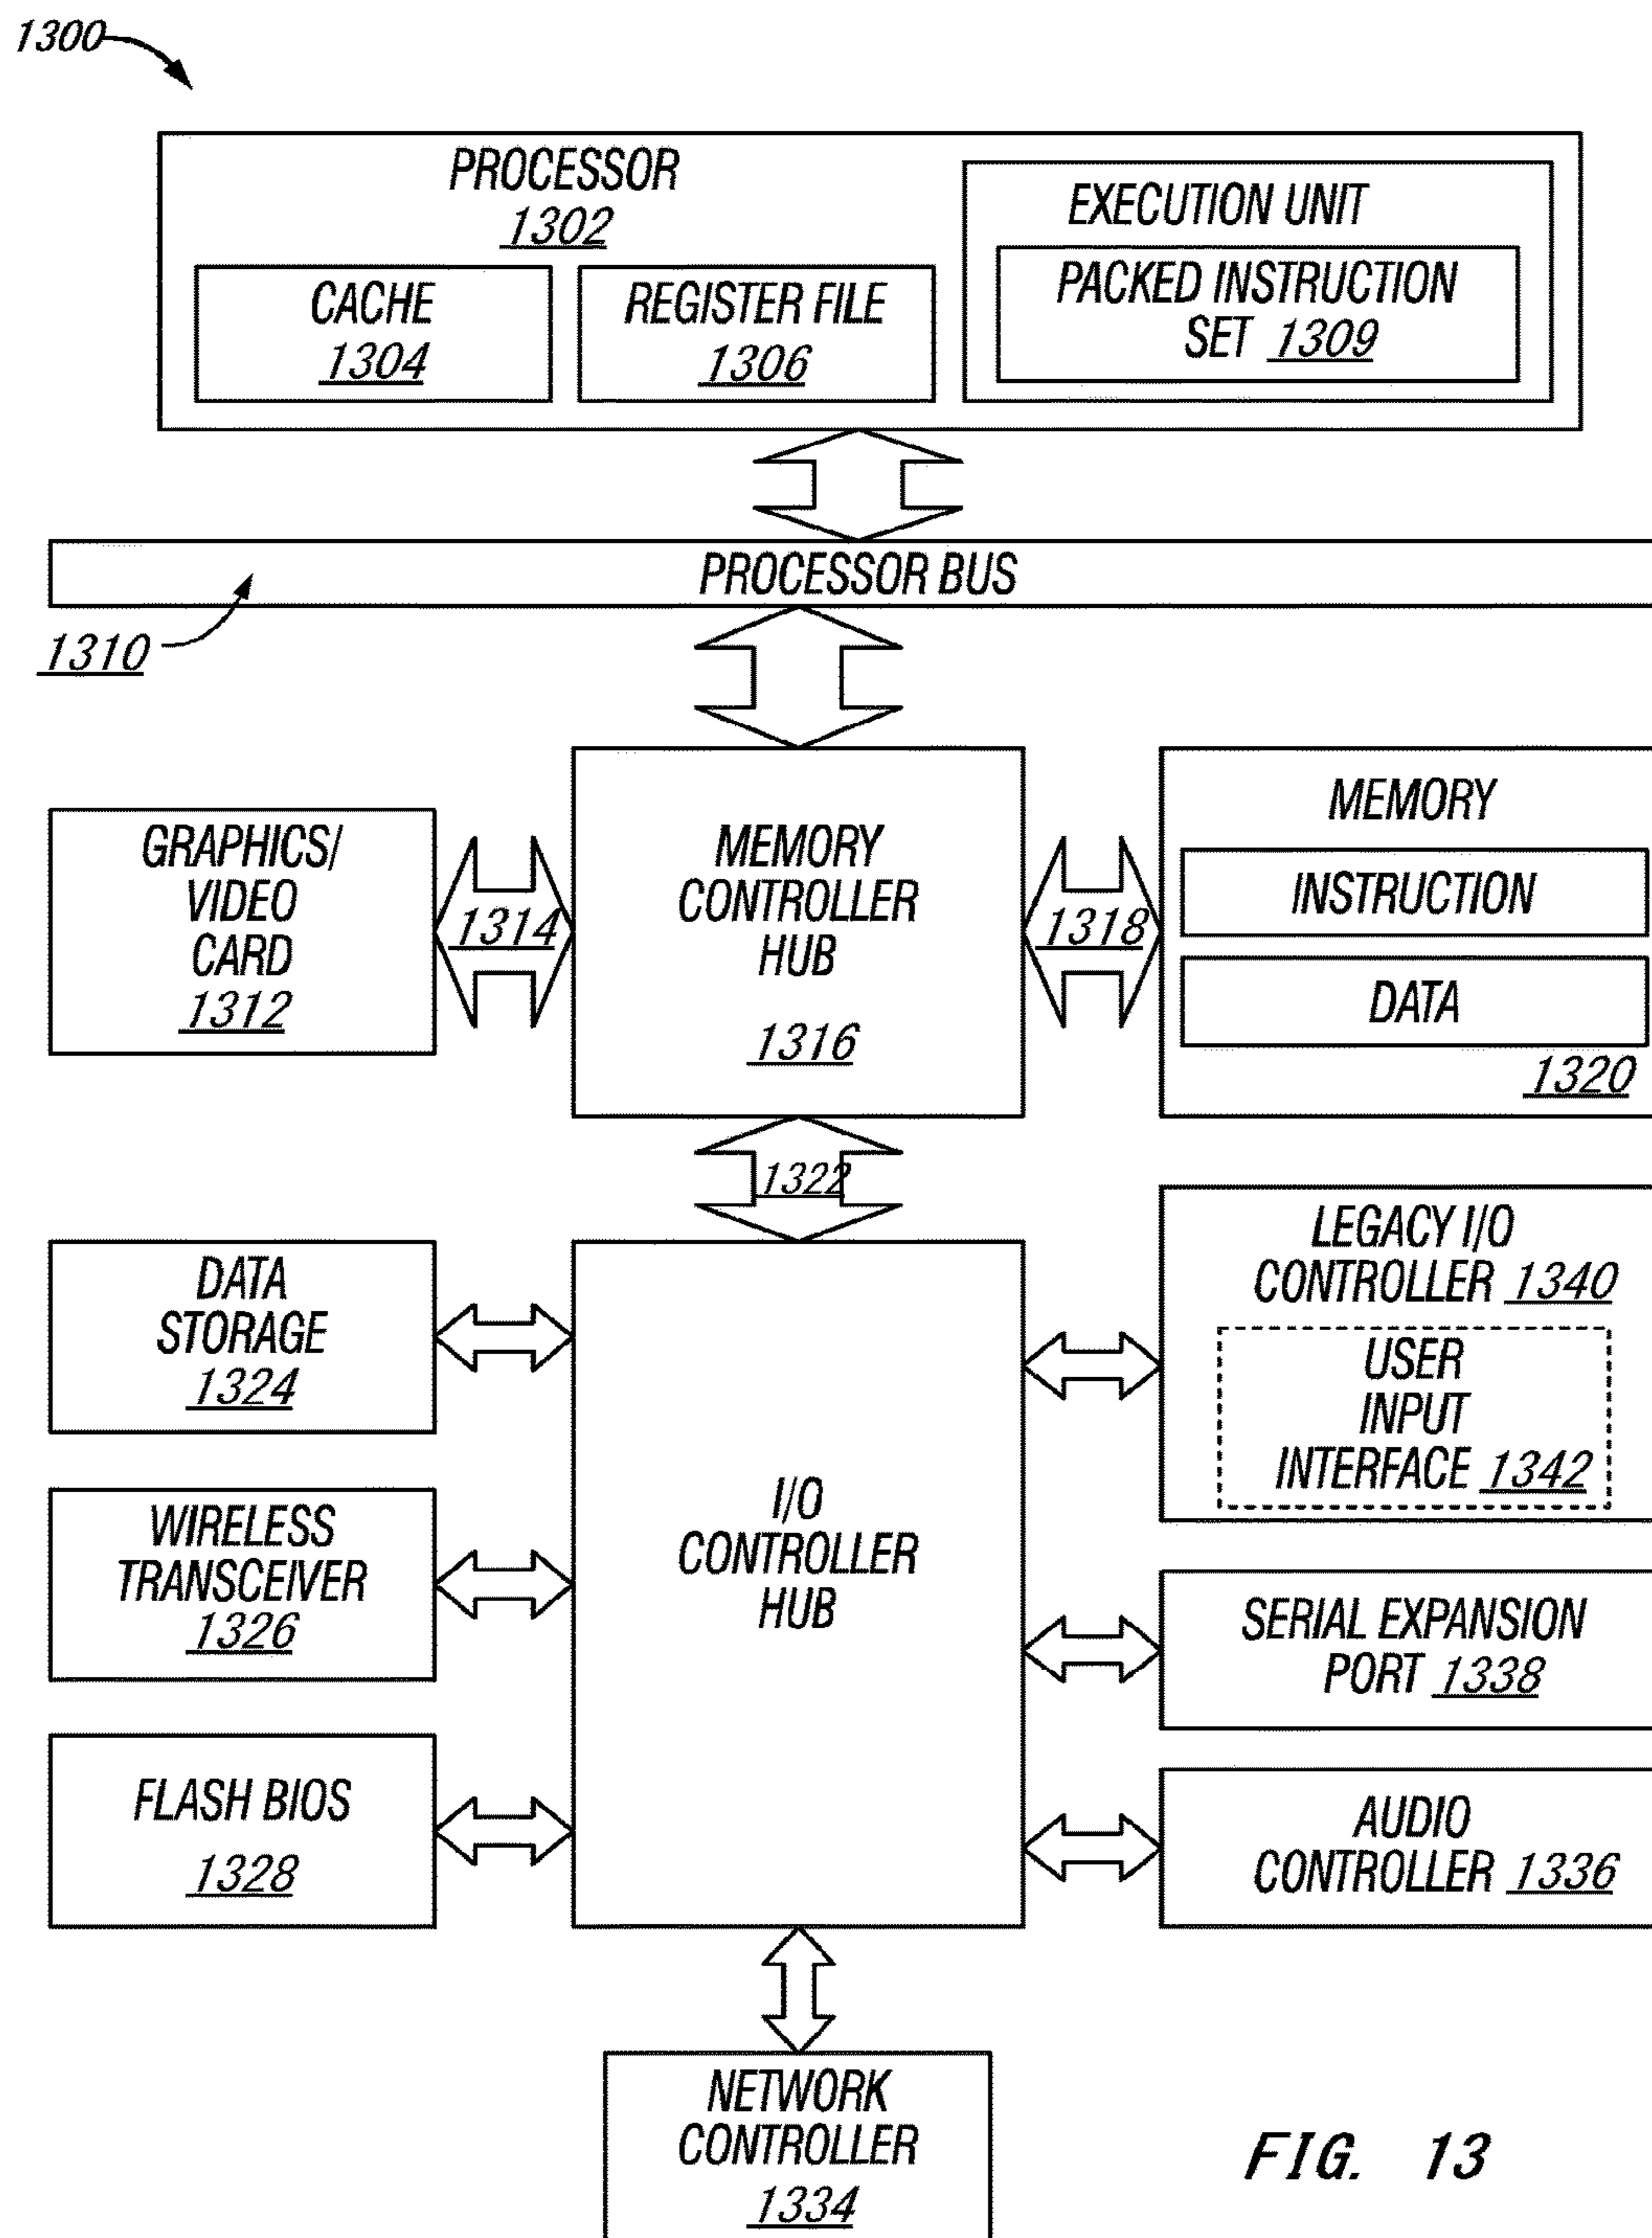 1300
PROCESSOR
1302
CACHE
1304
REGISTER FILE
1306
EXECUTION UNIT
PACKED INSTRUCTION
SET 1309
PROCESSOR BUS
1310
GRAPHICS/
VIDEO
CARD
1312
1314
MEMORY
CONTROLLER
HUB
1316
1318
MEMORY
INSTRUCTION
DATA
1320
1322
DATA
STORAGE
1324
WIRELESS
TRANSCEIVER
1326
FLASH BIOS
1328
I/O
CONTROLLER
HUB
LEGACY I/O
CONTROLLER 1340
USER
INPUT
INTERFACE 1342
SERIAL EXPANSION
PORT 1338
AUDIO
CONTROLLER 1336
NETWORK
CONTROLLER
1334
FIG. 13